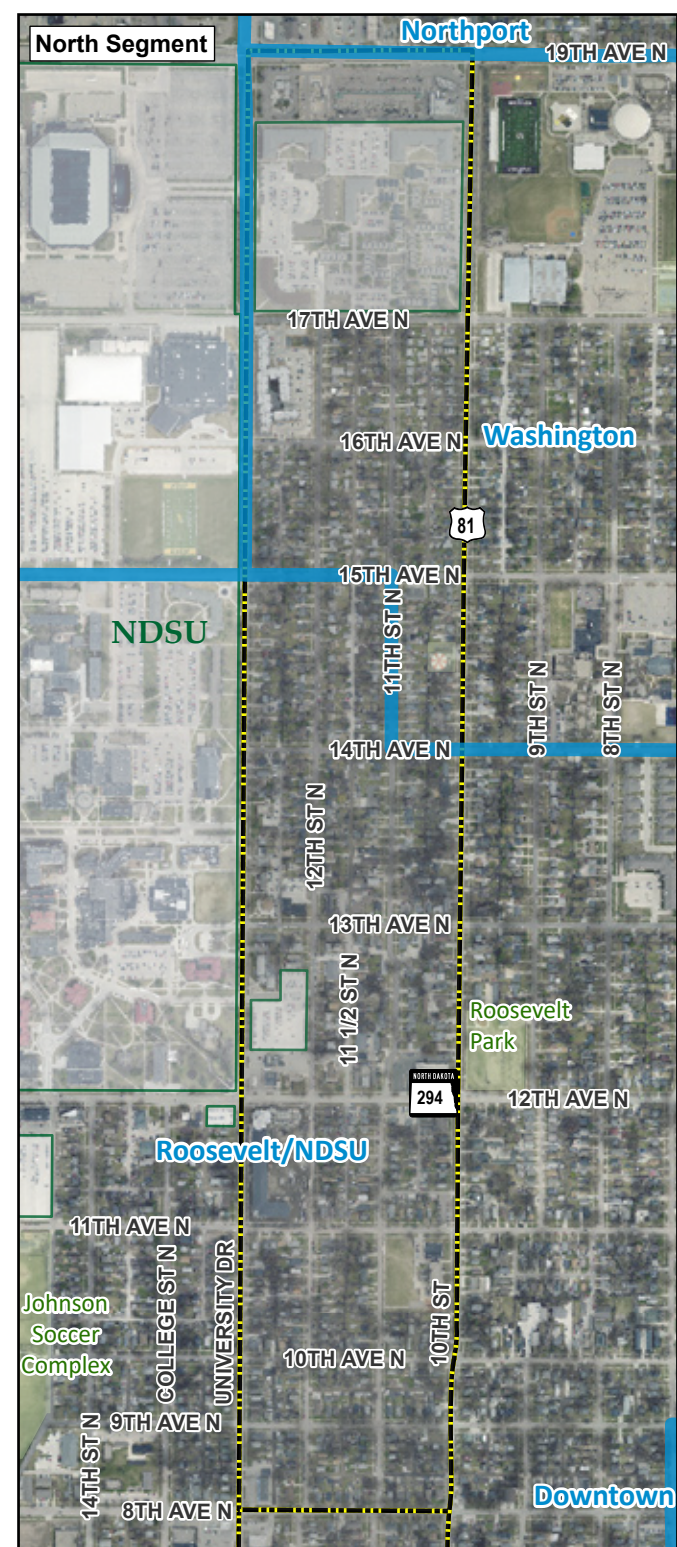 North Segment
Northport
19TH AVE N
17TH AVE N
16TH AVE N
Washington
81
15TH AVE N
NDSU
11TH ST N
9TH ST N
8TH ST N
14TH AVE N
12TH ST N
13TH AVE N
11 1/2 ST N
Roosevelt
Park
NORTH DAKOTA
294
12TH AVE N
Roosevelt/NDSU
11TH AVE N
COLLEGE ST N
UNIVERSITY DR
10TH ST
Johnson
Soccer
Complex
10TH AVE N
14TH ST N
9TH AVE N
8TH AVE N
Downtown